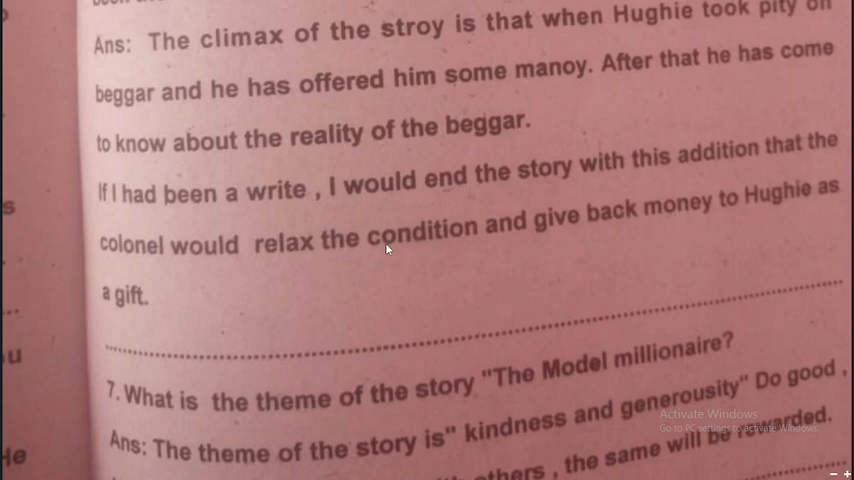 Ans: The climax of the stroy is that when Hughie took pity on
beggar and he has offered him some manoy. After that he has come
to know about the reality of the beggar.
If I had been a write , I would end the story with this addition that the
colonel would relax the condition and give back money to Hughie as
a gift.
7. What is the theme of the story "The Model millionaire?
Ans: The theme of the story is" kindness and generousity" Do good ,
others , the same will be rewarded.
Activate Windows
Go to PC settings to activate Windows.